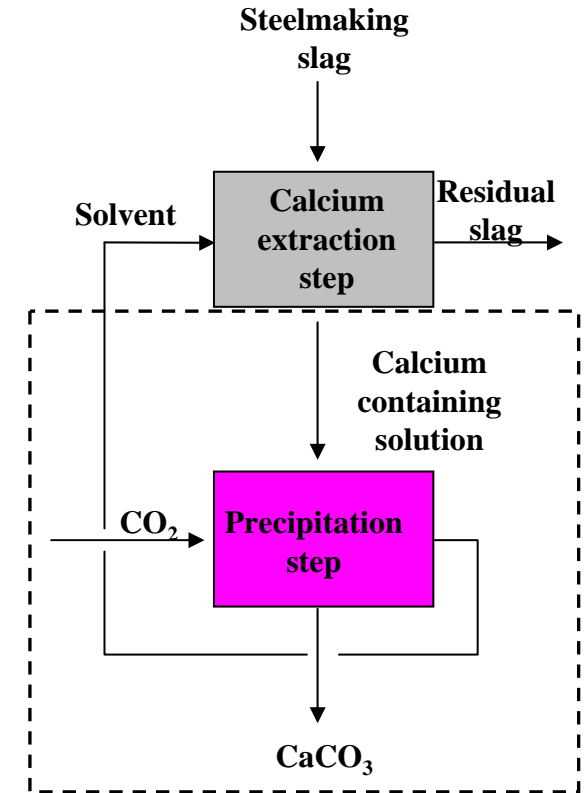 Steelmaking
slag
Solvent
Calcium
extraction
step
Residual
slag
Calcium
containing
solution
CO₂
Precipitation
step
CaCO₃